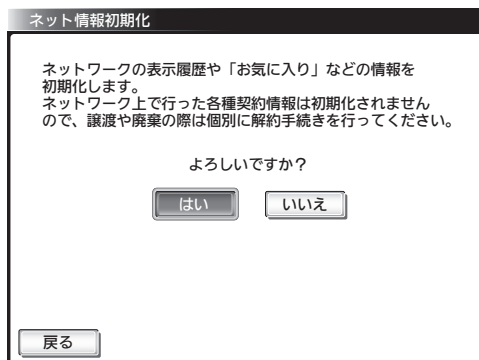 ネット情報初期化
ネットワークの表示履歴や「お気に入り」などの情報を
初期化します。
ネットワーク上で行った各種契約情報は初期化されません
ので、譲渡や廃棄の際は個別に解約手続きを行ってください。
よろしいですか？
はい
いいえ
戻る